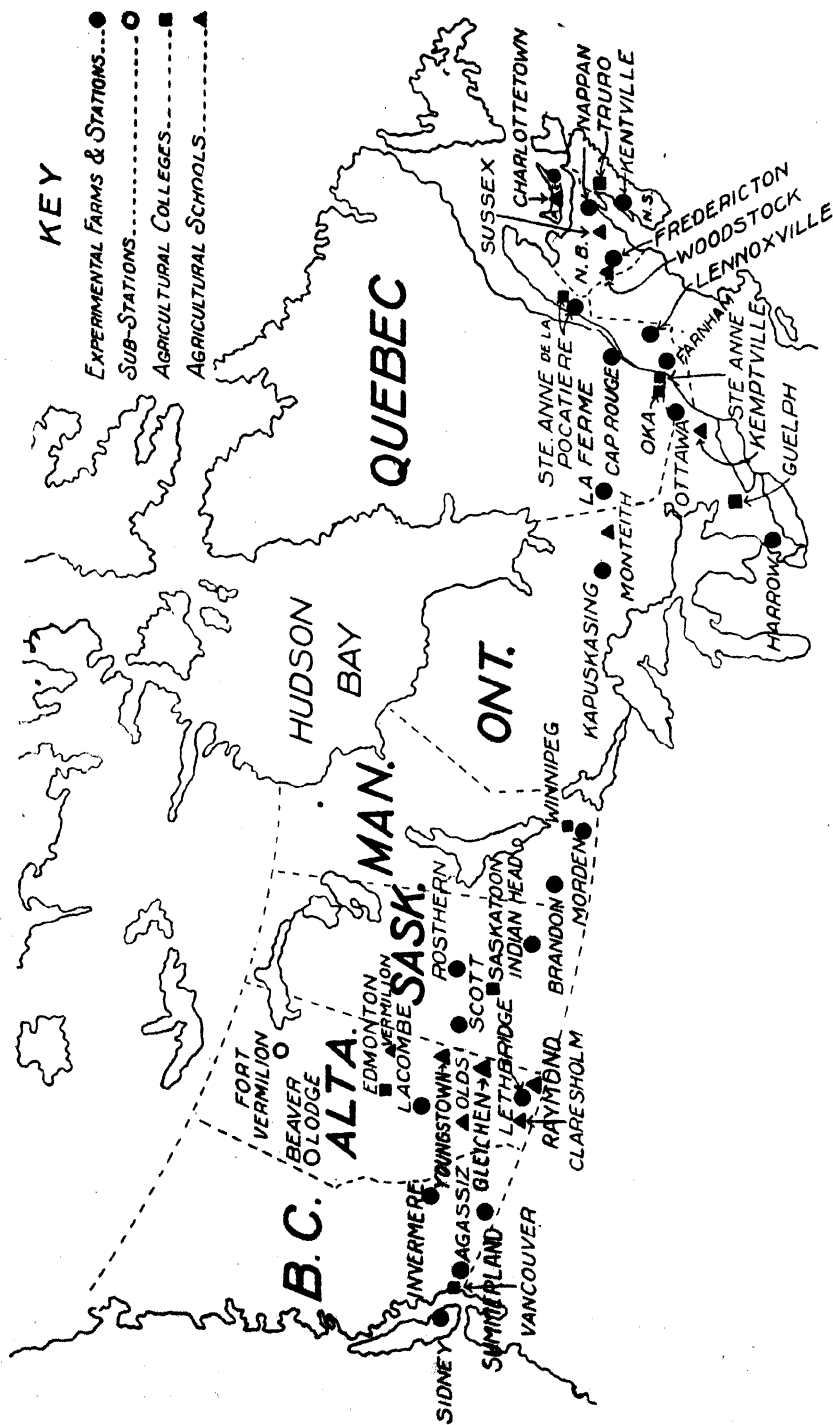 KEY
EXPERIMENTAL FARMS & STATIONS...
SUB-STATIONS...........
AGRICULTURAL COLLEGES........
AGRICULTURAL SCHOOLS.........
QUEBEC
HUDSON
BAY
ONT.
MAN.
SASK.
ALTA.
B.C.
FORT
VERMILION
BEAVER
LODGE
EDMONTON
VERMILION
LACOMBE
YOUNGSTOWN
OLDS
GLEICHEN
LETHBRIDGE
RAYMOND
CLARESHOLM
INVERMERE
AGASSIZ
SUMMERLAND
VANCOUVER
SIDNEY
ROSTHERN
SCOTT
SASKATOON
INDIAN HEAD
BRANDON
MORDEN
WINNIPEG
KAPUSKASING
MONTEITH
LA FERME
CAP ROUGE
STE. ANNE DE LA
POCATIERE
OKA
OTTAWA
FARNHAM
STE ANNE
KEMPTVILLE
GUELPH
HARROW
SUSSEX
CHARLOTTETOWN
NAPPAN
TRURO
KENTVILLE
N.S.
N.B.
FREDERICTON
WOODSTOCK
LENNOXVILLE